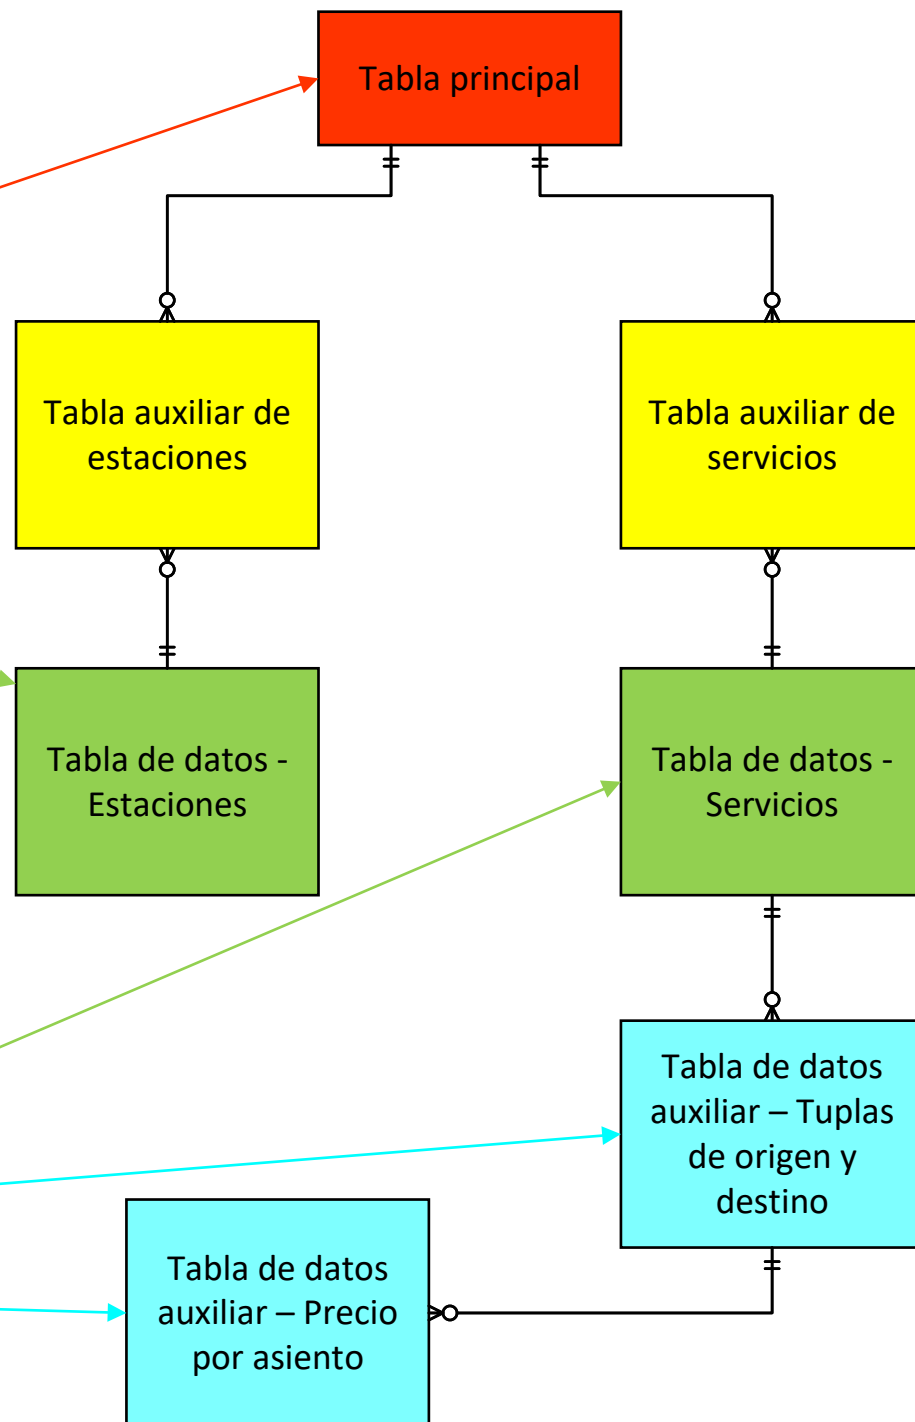 Tabla principal
Tabla auxiliar de
estaciones
Tabla auxiliar de
servicios
Tabla de datos -
Estaciones
Tabla de datos -
Servicios
Tabla de datos
auxiliar – Tuplas
de origen y
destino
Tabla de datos
auxiliar – Precio
por asiento